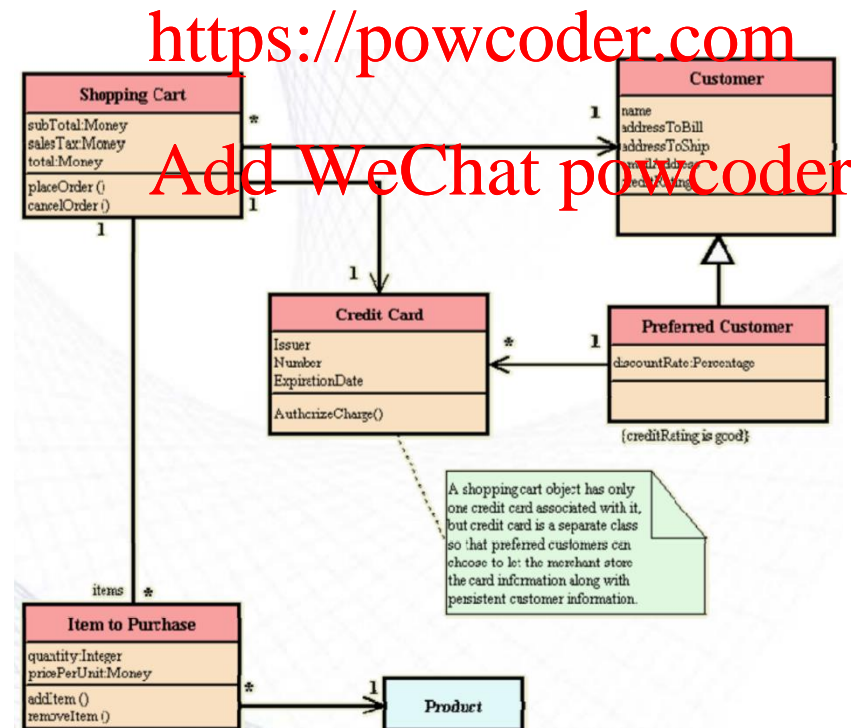 https://powcoder.com
Shopping Cart
subTotal:Money
salesTax:Money
total:Money
placeOrder ()
cancelOrder ()
*
1
Customer
name
addressToBill
addressToShip
Add WeChat powcoder
1
1
1
Credit Card
Issuer
Number
ExpiretionDate
AuthorizeCharge()
*
1
Preferred Customer
discountRate:Percentage
{creditRating is good}
A shopping cart object has only
one credit card associated with it,
but credit card is a separate class
so that preferred customers can
choose to let the merchant store
the card information along with
persistent customer information.
items
*
Item to Purchase
quantity:Integer
pricePerUnit:Money
addItem ()
removeItem ()
*
1
Product